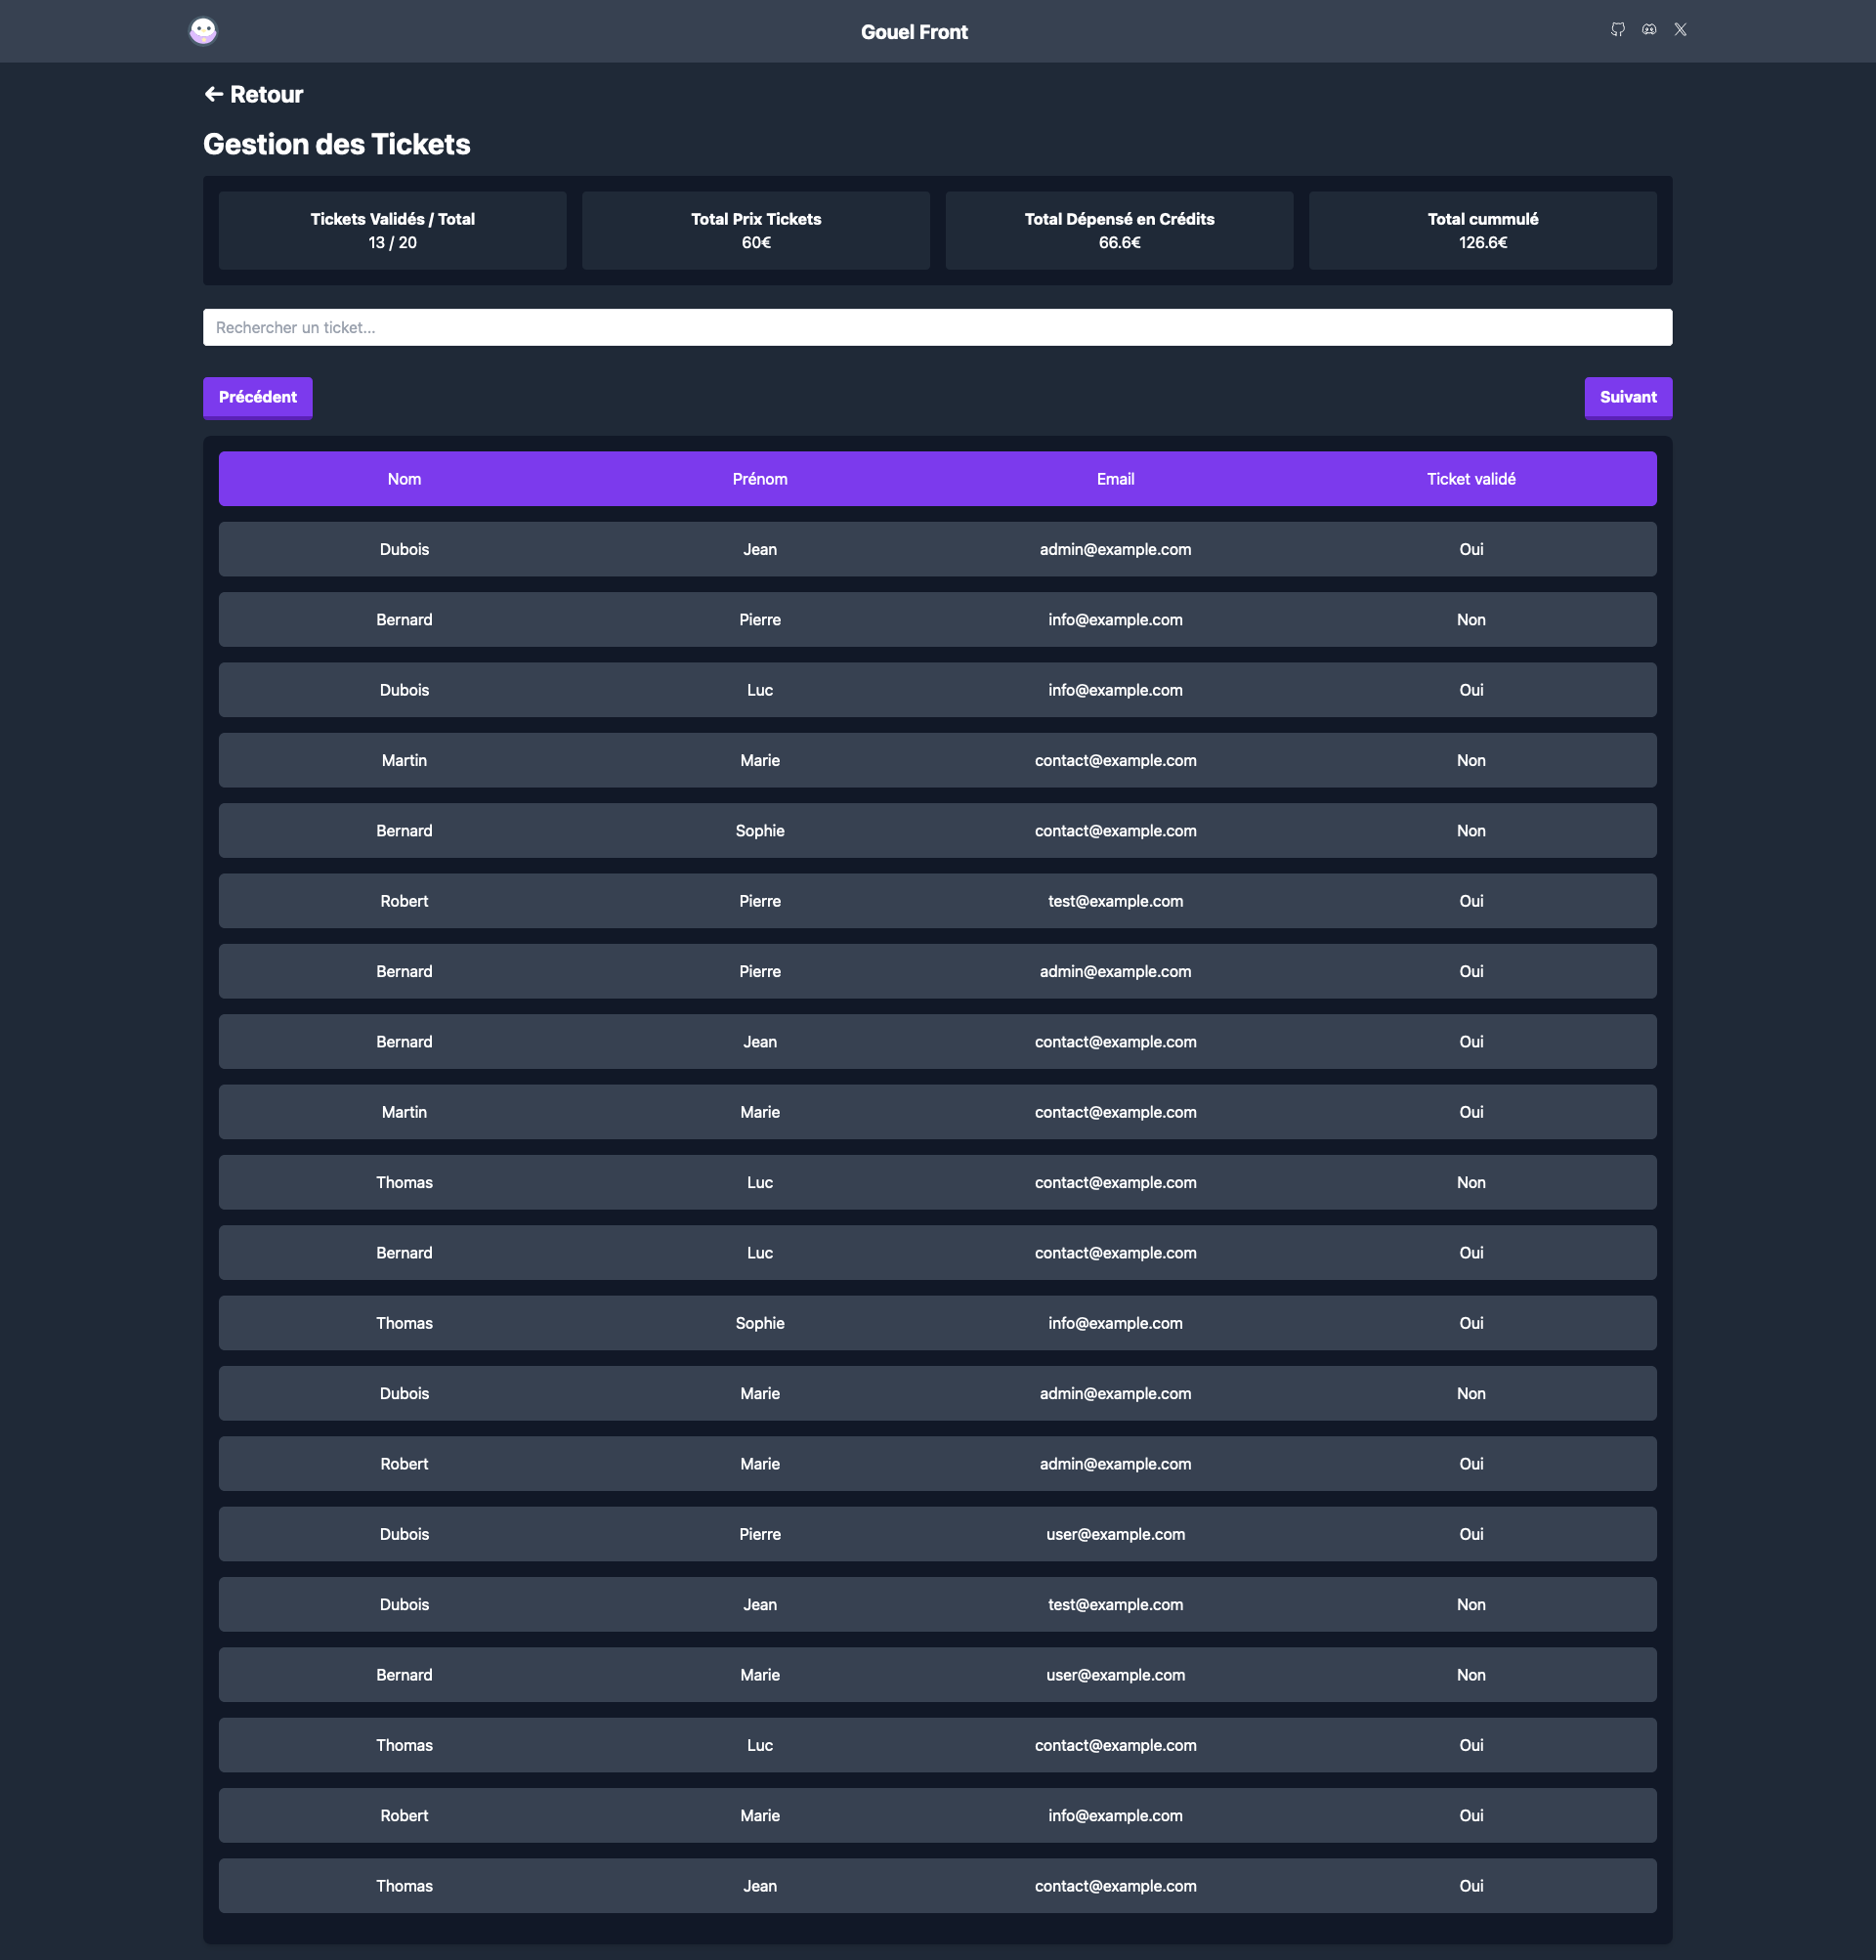 Gouel Front
← Retour
Gestion des Tickets
Tickets Validés / Total
13 / 20
Total Prix Tickets
60€
Total Dépensé en Crédits
66.6€
Total cummulé
126.6€
Rechercher un ticket...
Précédent
Suivant
Nom Prénom Email Ticket validé
Dubois Jean admin@example.com Oui
Bernard Pierre info@example.com Non
Dubois Luc info@example.com Oui
Martin Marie contact@example.com Non
Bernard Sophie contact@example.com Non
Robert Pierre test@example.com Oui
Bernard Pierre admin@example.com Oui
Bernard Jean contact@example.com Oui
Martin Marie contact@example.com Oui
Thomas Luc contact@example.com Non
Bernard Luc contact@example.com Oui
Thomas Sophie info@example.com Oui
Dubois Marie admin@example.com Non
Robert Marie admin@example.com Oui
Dubois Pierre user@example.com Oui
Dubois Jean test@example.com Non
Bernard Marie user@example.com Non
Thomas Luc contact@example.com Oui
Robert Marie info@example.com Oui
Thomas Jean contact@example.com Oui